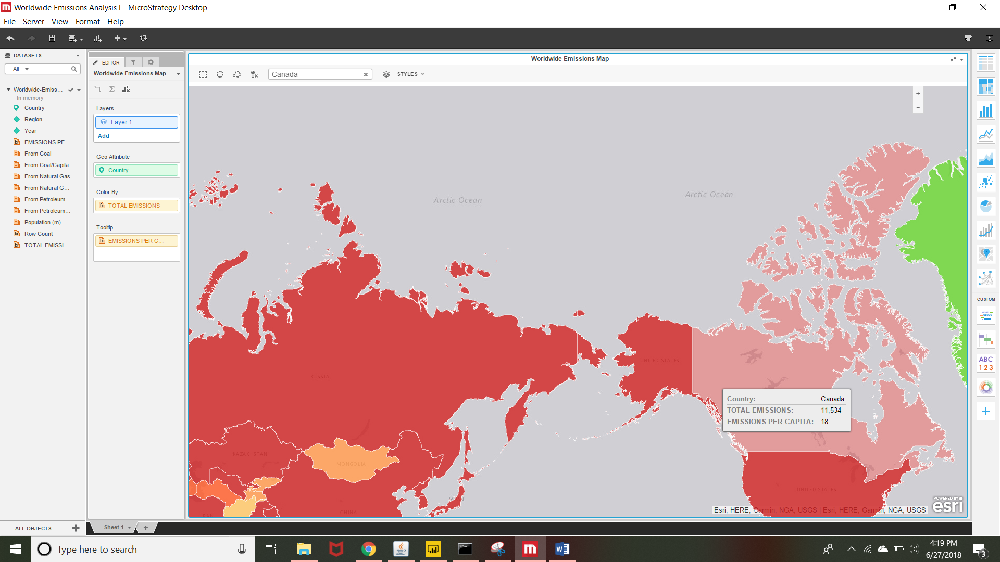 Worldwide Emissions Analysis I - MicroStrategy Desktop
File Server View Format Help
DATASETS
All
Worldwide-Emiss...
In memory
Country
Region
Year
EMISSIONS PE...
From Coal
From Coal/Capita
From Natural Gas
From Natural G...
From Petroleum
From Petroleum...
Population (m)
Row Count
TOTAL EMISSI...
ALL OBJECTS
EDITOR
Worldwide Emissions Map
Layers
Layer 1
Add
Geo Attribute
Country
Color By
TOTAL EMISSIONS
Tooltip
EMISSIONS PER C...
Worldwide Emissions Map
Canada
STYLES
Arctic Ocean
Arctic Ocean
UNITED STATES
RUSSIA
KAZAKHSTAN
MONGOLIA
IRAN
CHINA
UNITED STATES
Country: Canada
TOTAL EMISSIONS: 11,534
EMISSIONS PER CAPITA: 18
POWERED BY
esri
Esri, HERE, Garmin, NGA, USGS | Esri, HERE, Garmin, NGA, USGS
CUSTOM
WORD
CLOUD
ABC
123
Sheet 1
Type here to search
4:19 PM
6/27/2018
3